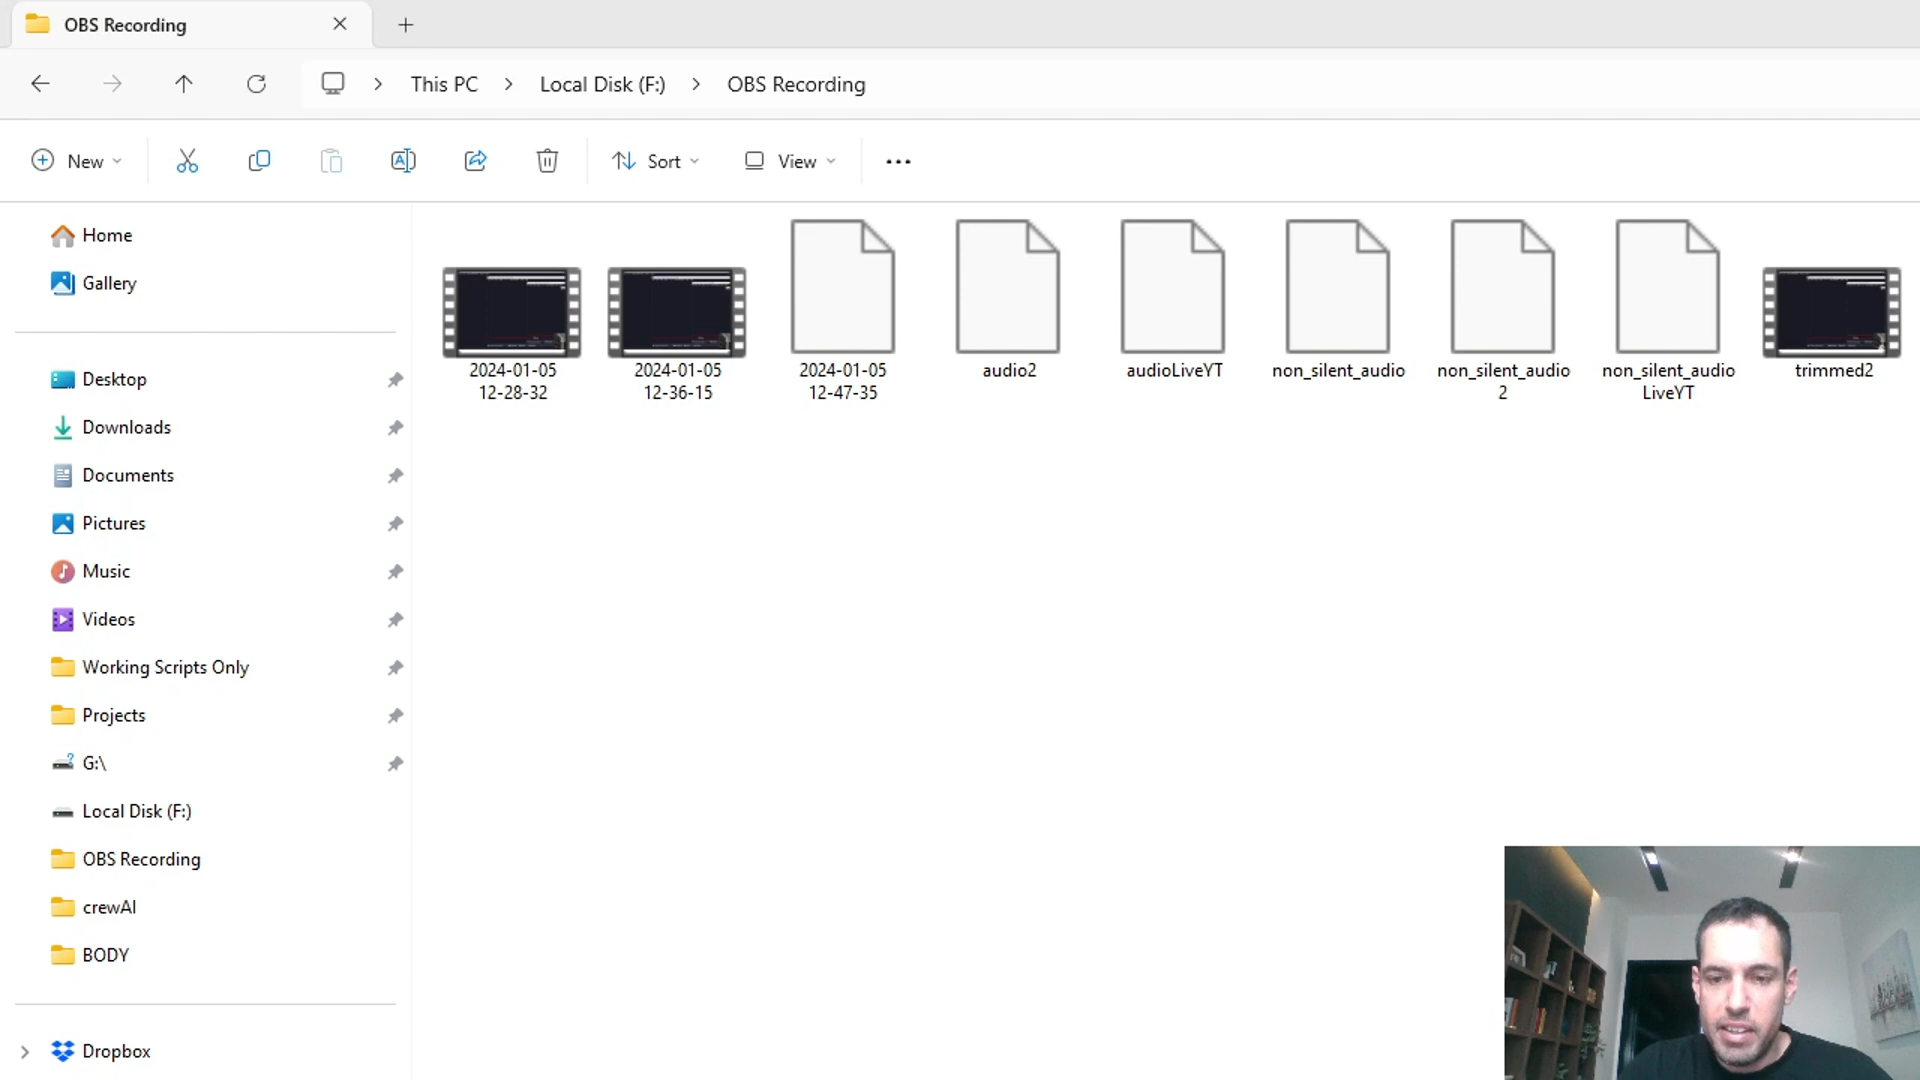 OBS Recording
This PC
Local Disk (F:)
OBS Recording
New
Sort
View
Home
Gallery
Desktop
Downloads
Documents
Pictures
Music
Videos
Working Scripts Only
Projects
G:\
Local Disk (F:)
OBS Recording
crewAI
BODY
Dropbox
2024-01-05
12-28-32
2024-01-05
12-36-15
2024-01-05
12-47-35
audio2
audioLiveYT
non_silent_audio
non_silent_audio
2
non_silent_audio
LiveYT
trimmed2